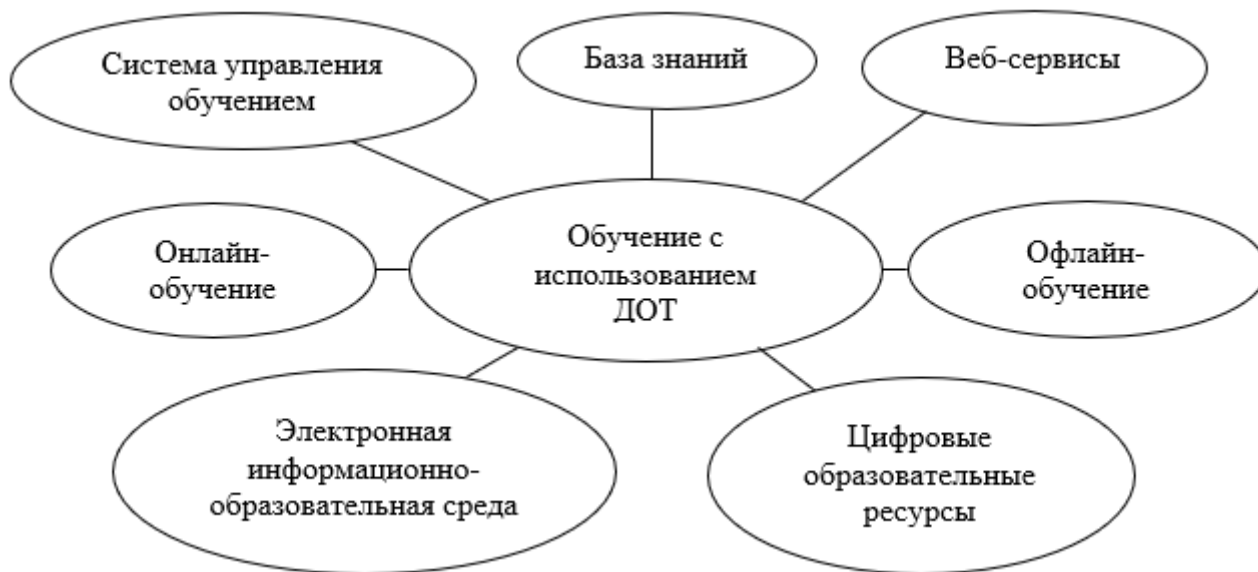 Система управления
обучением
База знаний
Веб-сервисы
Онлайн-
обучение
Обучение с
использованием
ДОТ
Офлайн-
обучение
Электронная
информационно-
образовательная среда
Цифровые
образовательные
ресурсы